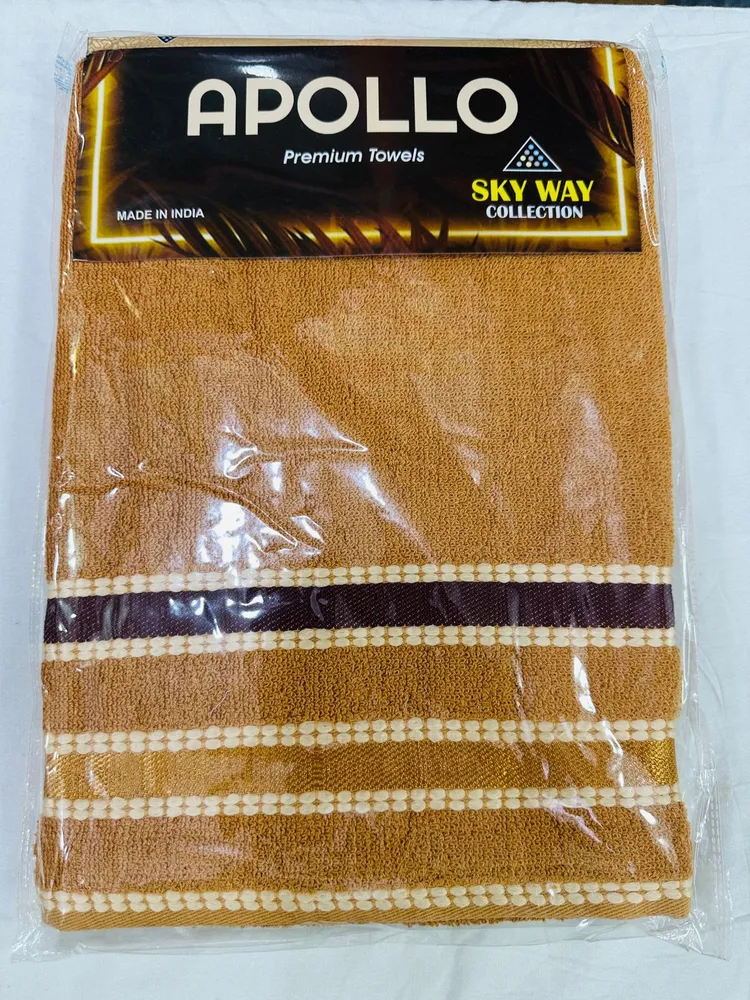 APOLLO
Premium Towels
SKY WAY
COLLECTION
MADE IN INDIA